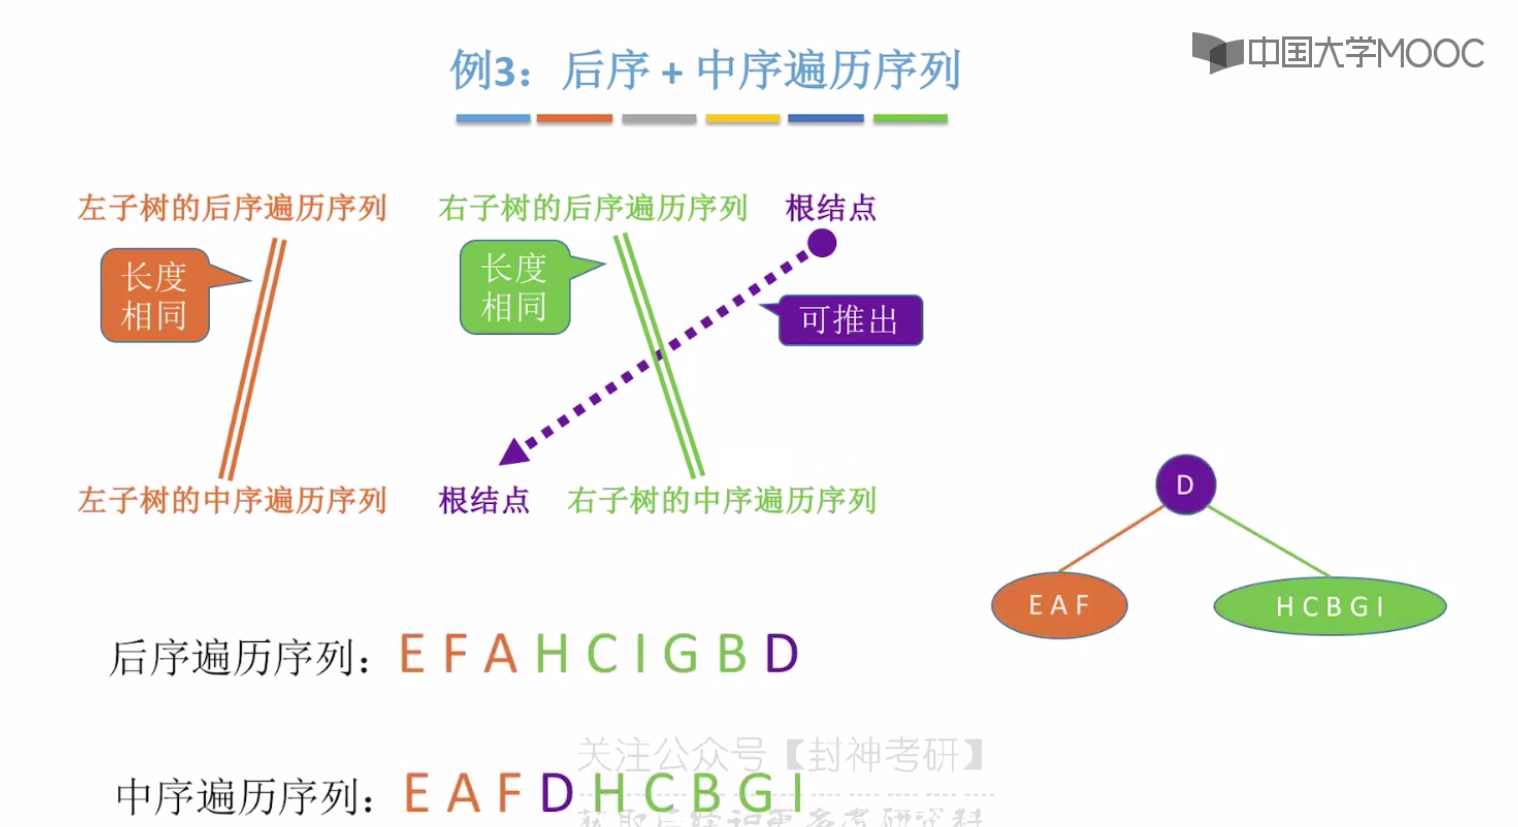 中国大学MOOC
例3：后序 + 中序遍历序列
左子树的后序遍历序列 右子树的后序遍历序列 根结点
长度
相同
长度
相同
可推出
左子树的中序遍历序列 根结点 右子树的中序遍历序列
D
E A F
H C B G I
后序遍历序列：E F A H C I G B D
关注公众号【封神考研】
中序遍历序列：E A F D H C B G I